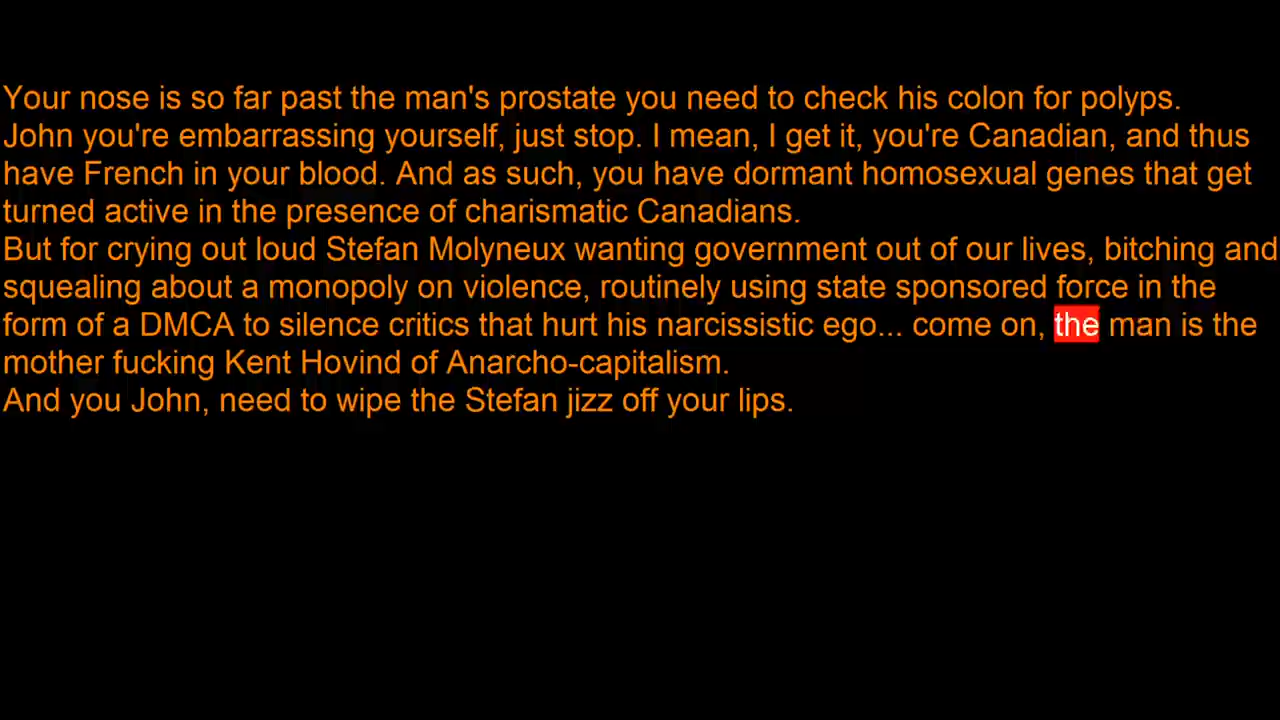 Your nose is so far past the man's prostate you need to check his colon for polyps.
John you're embarrassing yourself, just stop. I mean, I get it, you're Canadian, and thus
have French in your blood. And as such, you have dormant homosexual genes that get
turned active in the presence of charismatic Canadians.
But for crying out loud Stefan Molyneux wanting government out of our lives, bitching and
squealing about a monopoly on violence, routinely using state sponsored force in the
form of a DMCA to silence critics that hurt his narcissistic ego... come on, the man is the
mother fucking Kent Hovind of Anarcho-capitalism.
And you John, need to wipe the Stefan jizz off your lips.